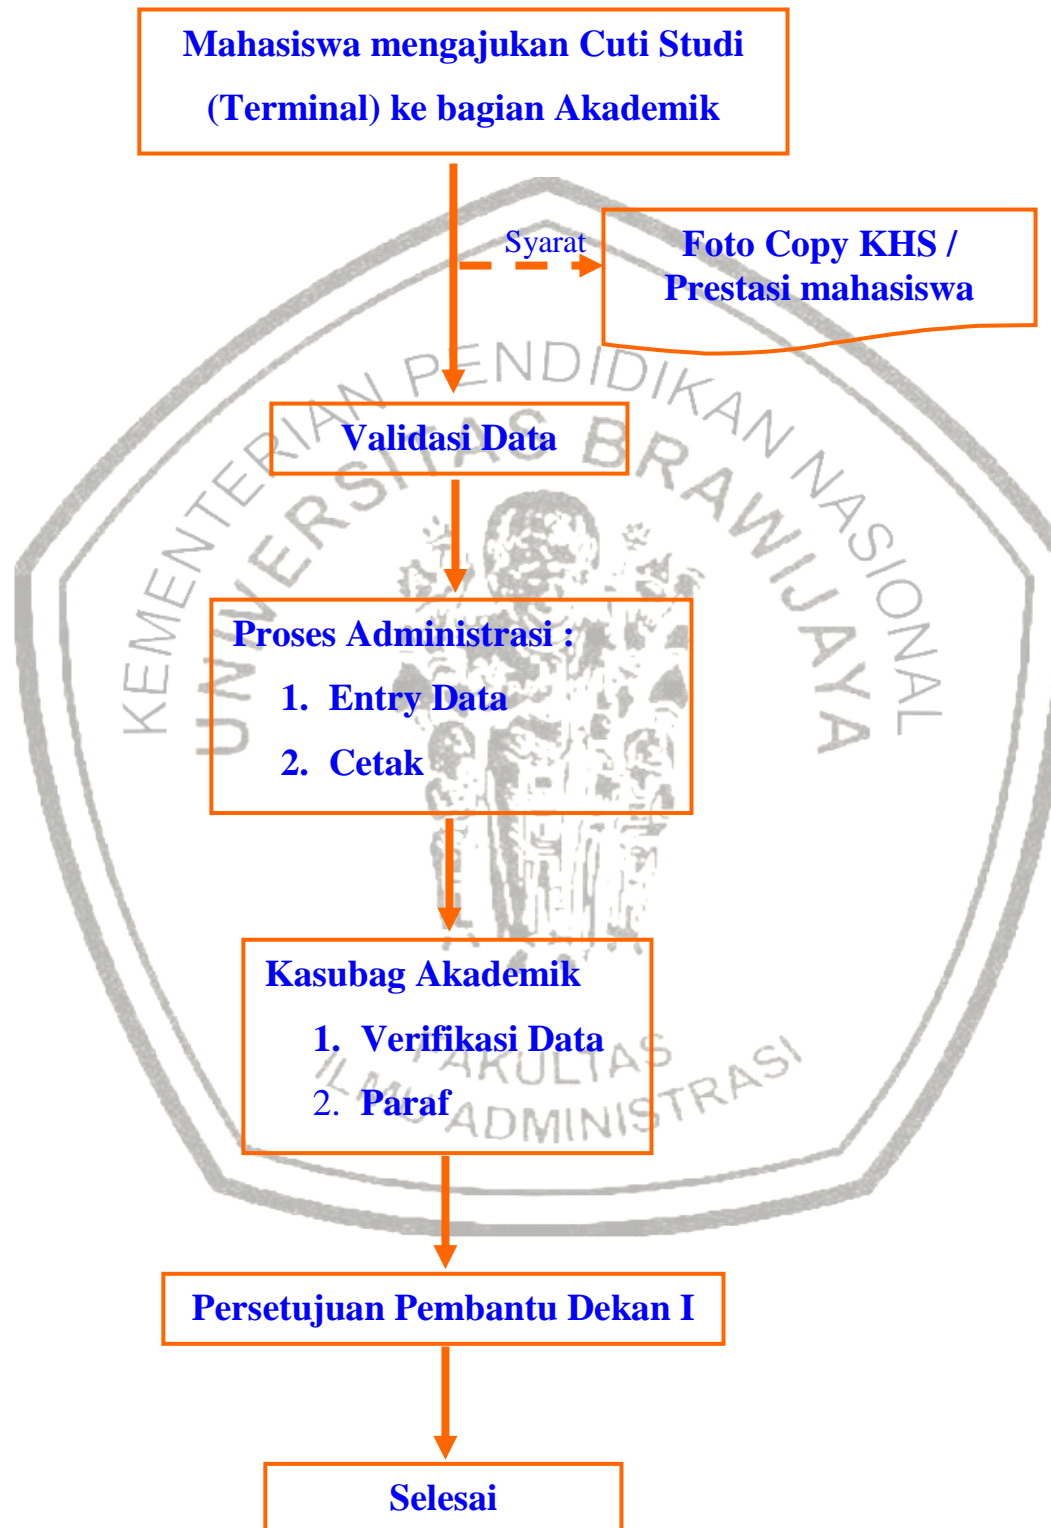 Mahasiswa mengajukan Cuti Studi
(Terminal) ke bagian Akademik
Syarat
Foto Copy KHS /
Prestasi mahasiswa
KEMENTERIAN PENDIDIKAN NASIONAL
UNIVERSITAS BRAWIJAYA
Validasi Data
Proses Administrasi :
1. Entry Data
2. Cetak
Kasubag Akademik
1. Verifikasi Data
2. Paraf
FAKULTAS
ILMU ADMINISTRASI
Persetujuan Pembantu Dekan I
Selesai